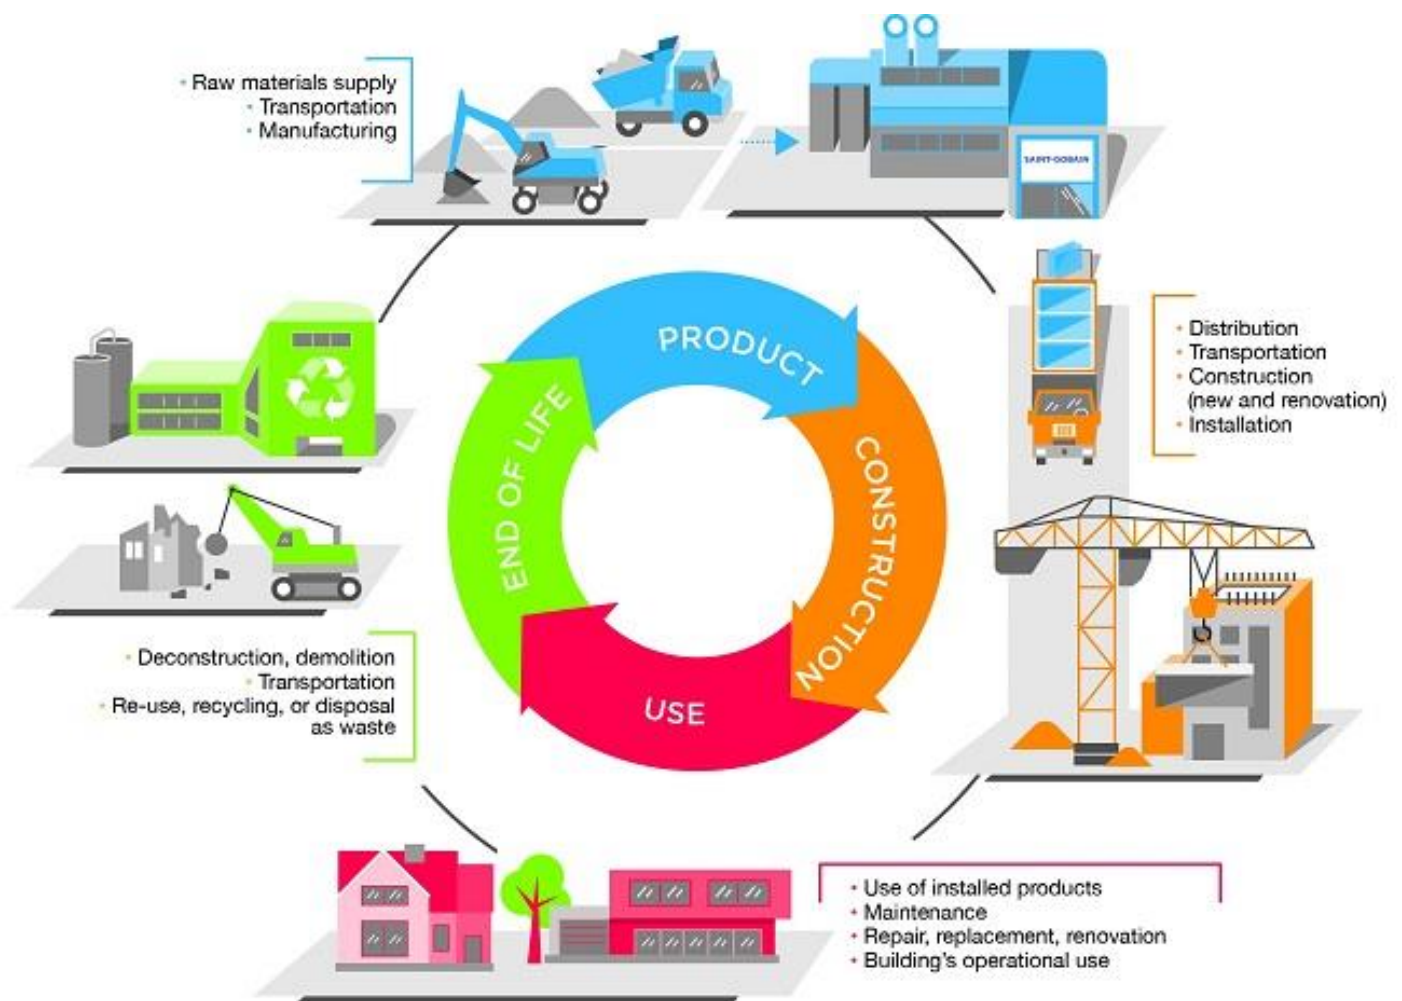 • Raw materials supply
• Transportation
• Manufacturing
SAINT-GOBAIN
PRODUCT
CONSTRUCTION
USE
END OF LIFE
• Distribution
• Transportation
• Construction
(new and renovation)
• Installation
• Use of installed products
• Maintenance
• Repair, replacement, renovation
• Building's operational use
• Deconstruction, demolition
• Transportation
• Re-use, recycling, or disposal
as waste